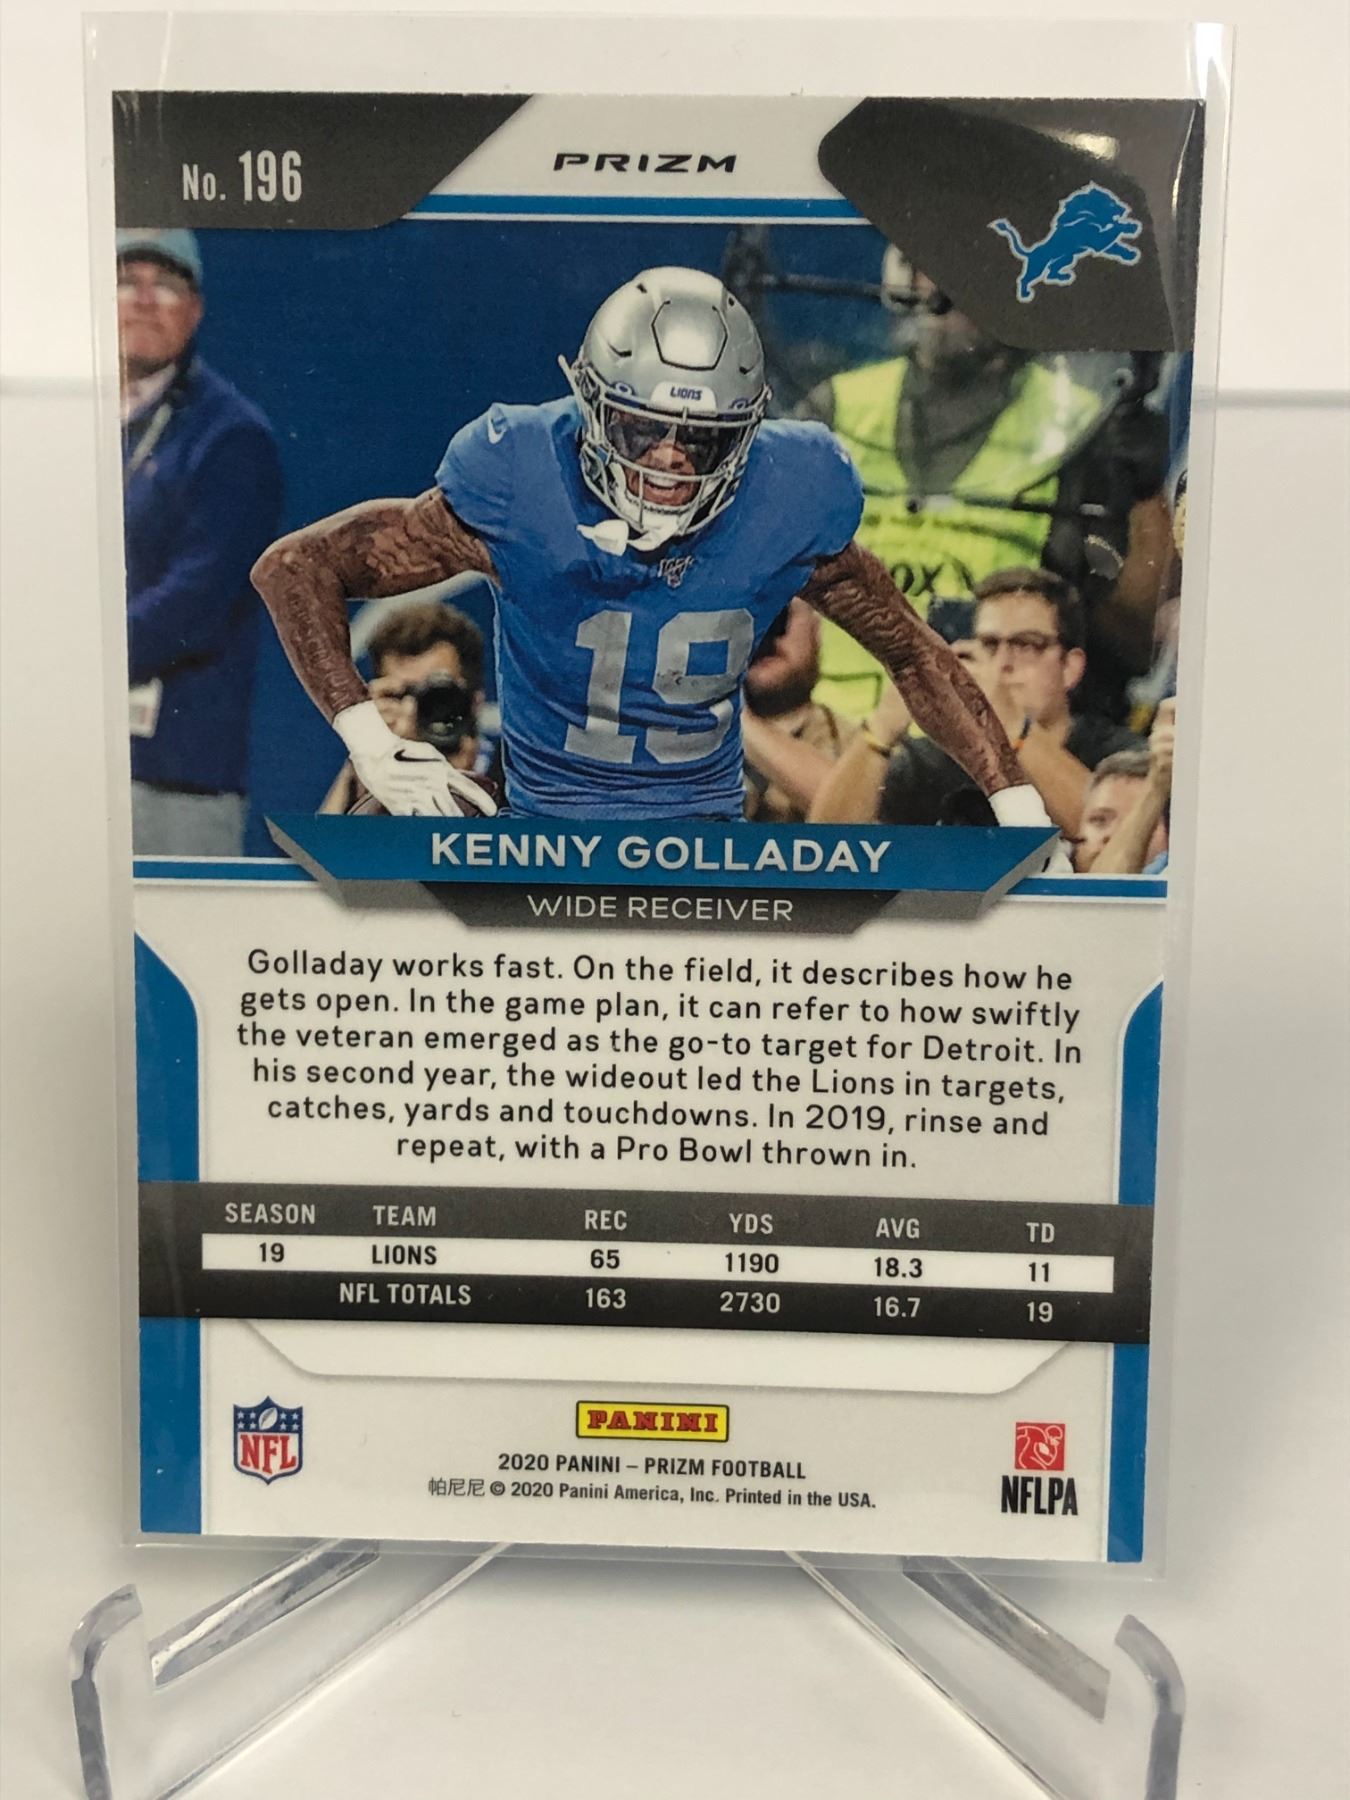 No. 196
PRIZM
LIONS
OX
19
KENNY GOLLADAY
WIDE RECEIVER
Golladay works fast. On the field, it describes how he
gets open. In the game plan, it can refer to how swiftly
the veteran emerged as the go-to target for Detroit. In
his second year, the wideout led the Lions in targets,
catches, yards and touchdowns. In 2019, rinse and
repeat, with a Pro Bowl thrown in.
SEASON TEAM REC YDS AVG TD
19 LIONS 65 1190 18.3 11
NFL TOTALS 163 2730 16.7 19
NFL
PANINI
2020 PANINI – PRIZM FOOTBALL
帕尼尼 © 2020 Panini America, Inc. Printed in the USA.
NFLPA